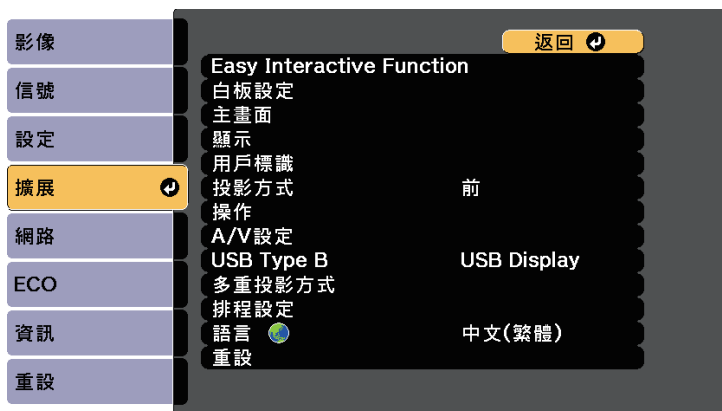 影像
信號
設定
擴展
網路
ECO
資訊
重設
返回
Easy Interactive Function
白板設定
主畫面
顯示
用戶標識
投影方式 前
操作
A/V設定
USB Type B USB Display
多重投影方式
排程設定
語言 中文(繁體)
重設